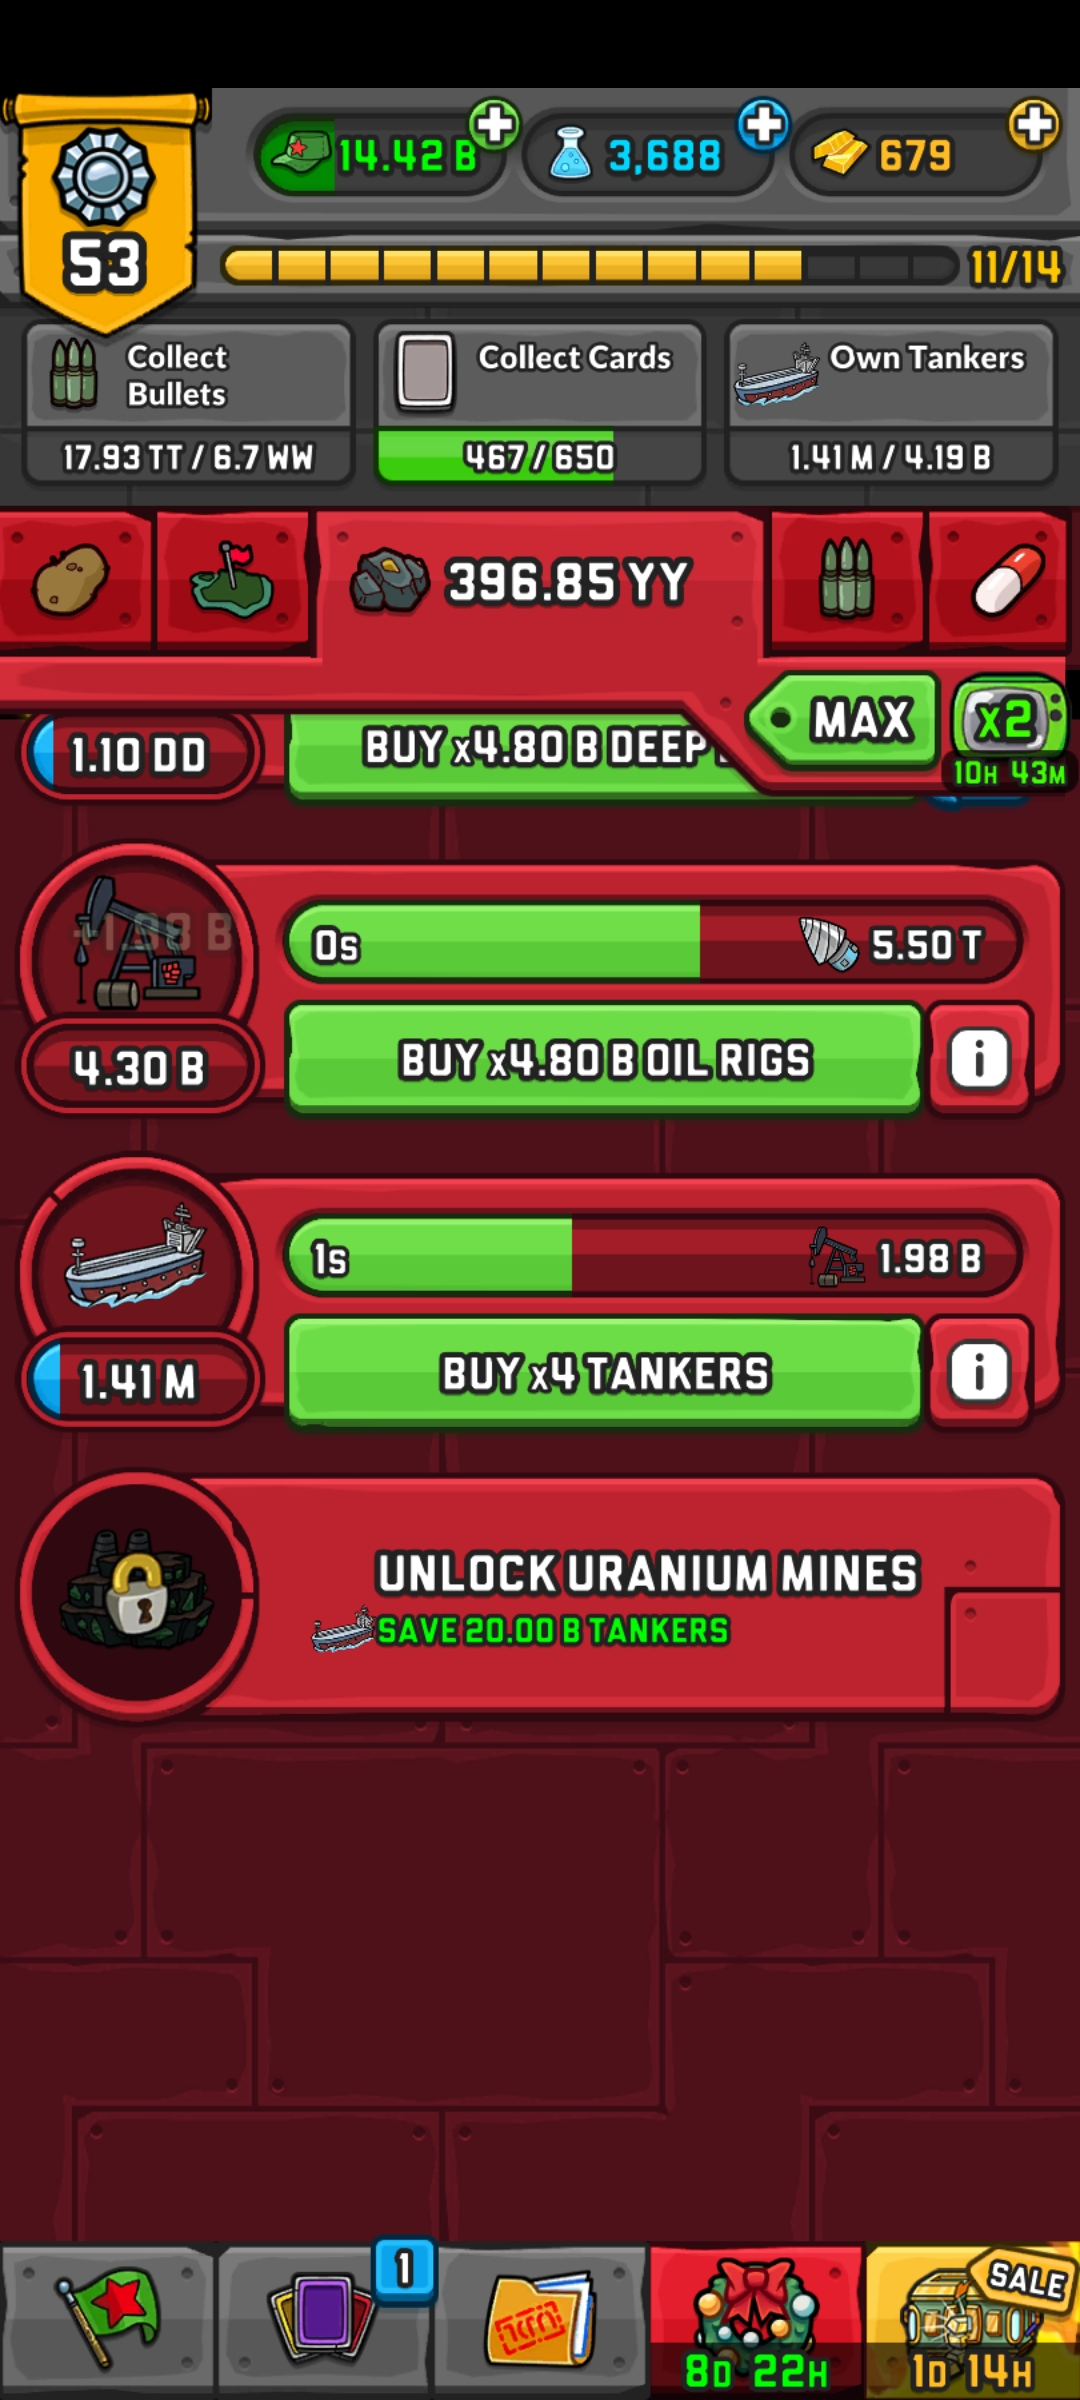 14.42 B
3,688
679
53
11/14
Collect
Bullets
Collect Cards
Own Tankers
17.93 TT / 6.7 WW
467 / 650
1.41 M / 4.19 B
396.85 YY
MAX
x2
10H 43M
1.10 DD
BUY x4.80 B DEEP
+1.98 B
0s
5.50 T
4.30 B
BUY x4.80 B OIL RIGS
i
1s
1.98 B
1.41 M
BUY x4 TANKERS
i
UNLOCK URANIUM MINES
SAVE 20.00 B TANKERS
1
SALE
8D 22H
1D 14H